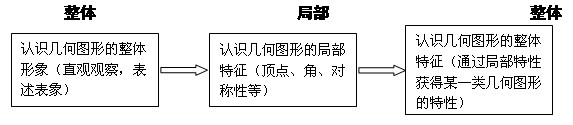 整体
局部
整体
认识几何图形的整体
形象（直观观察，表
述表象）
认识几何图形的局部
特征（顶点、角、对
称性等）
认识几何图形的整体
特征（通过局部特性
获得某一类几何图形
的特性）